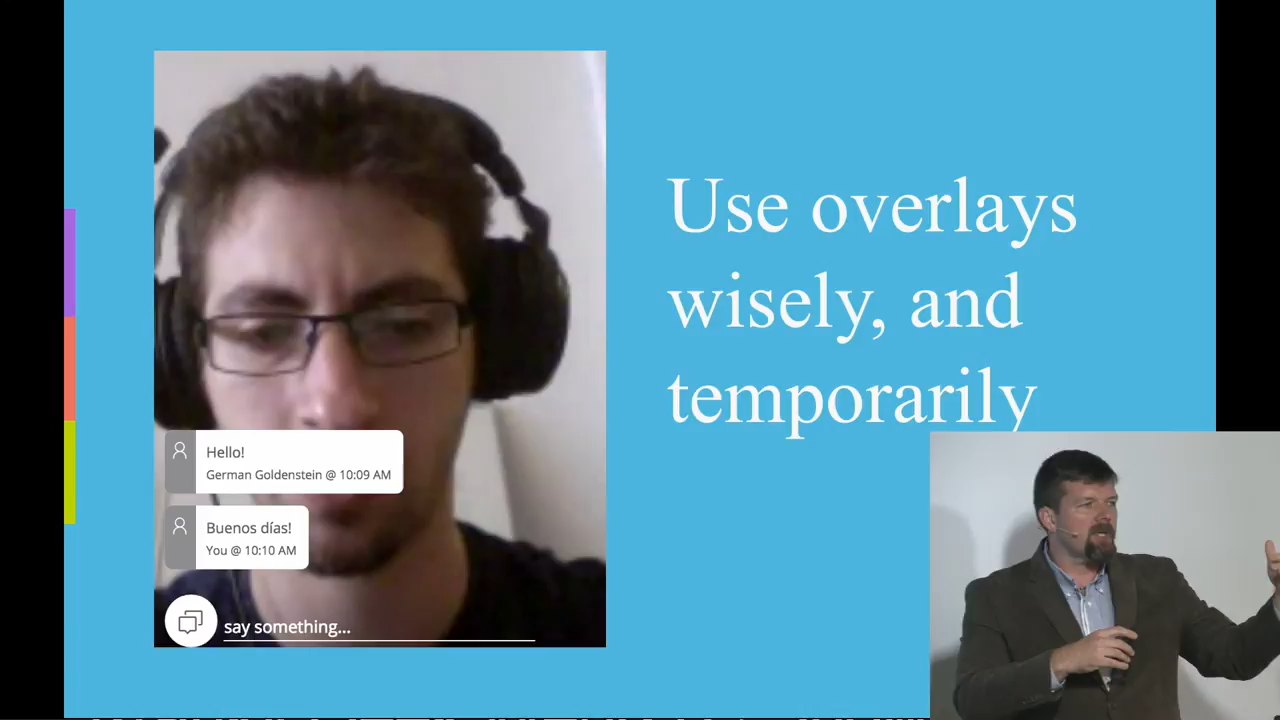 Use overlays
wisely, and
temporarily
Hello!
German Goldenstein @ 10:09 AM
Buenos días!
You @ 10:10 AM
say something...